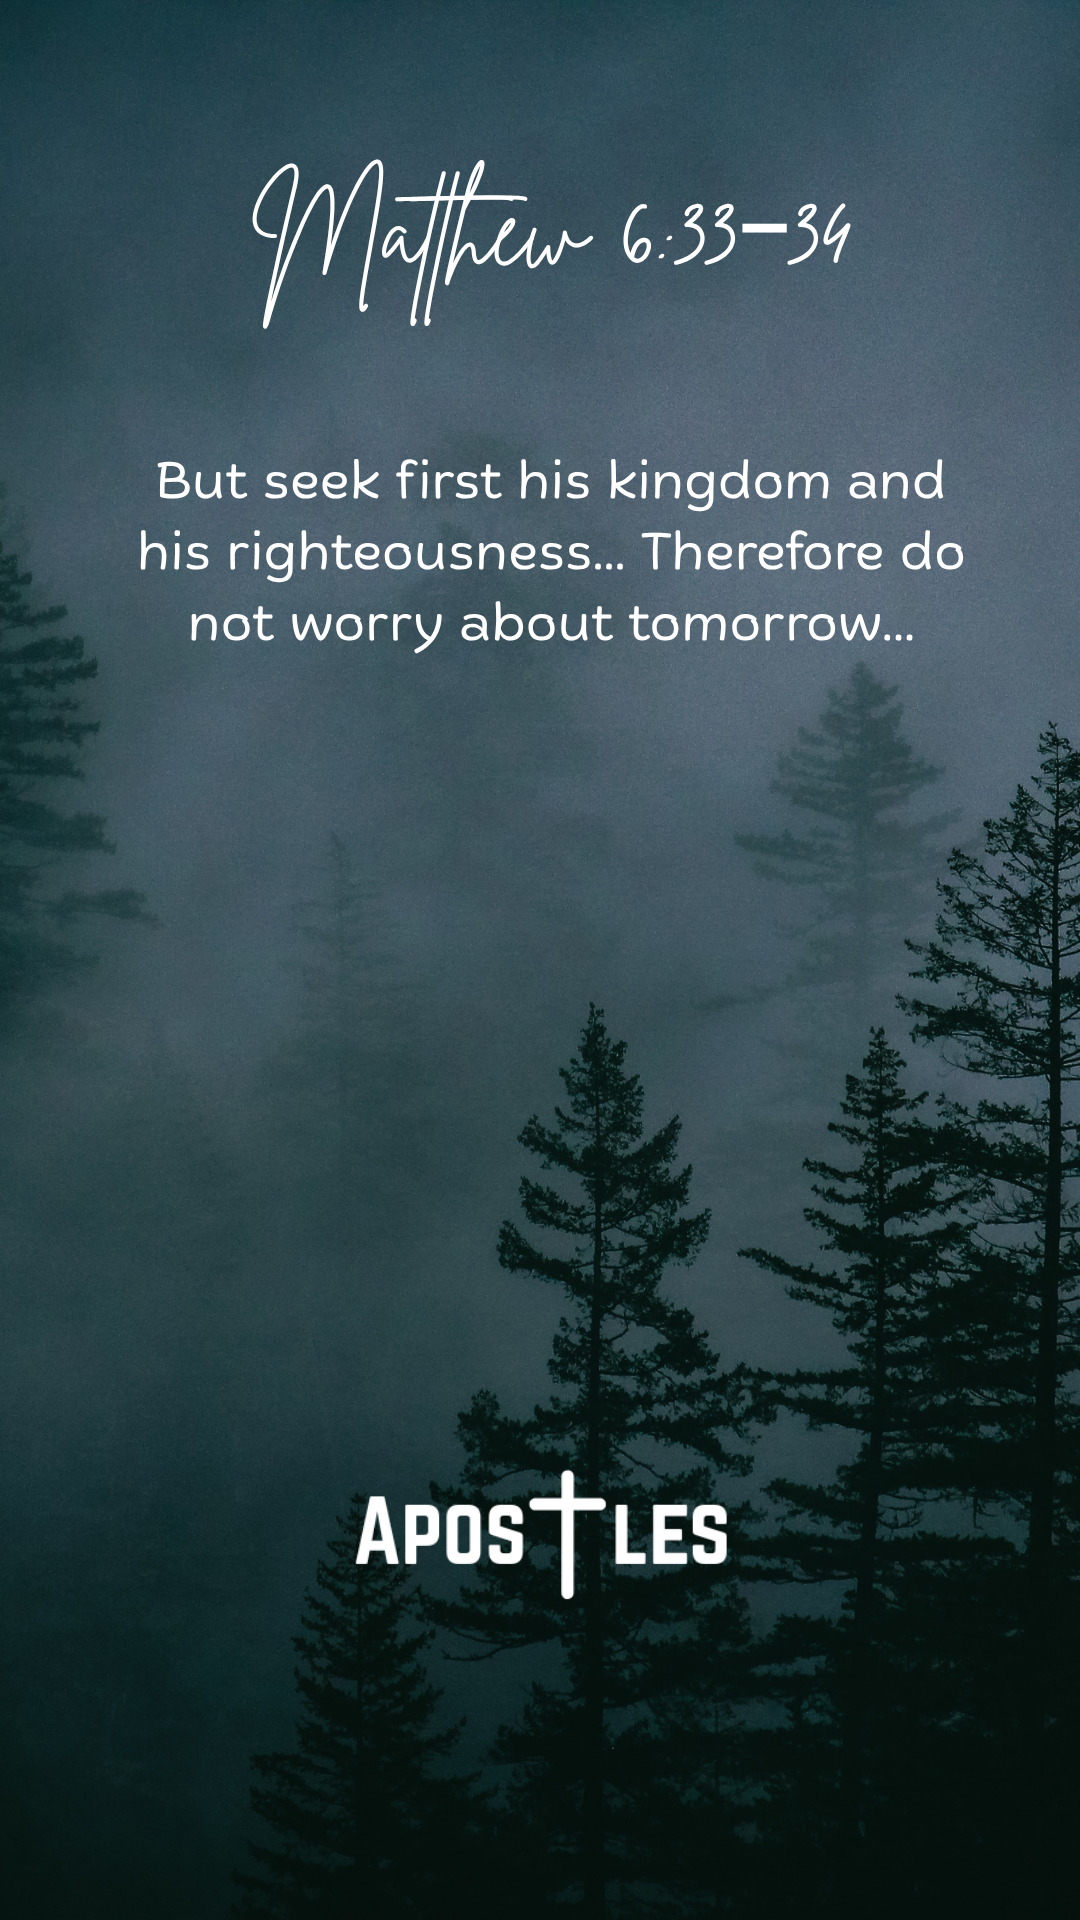 Matthew 6:33–34
But seek first his kingdom and
his righteousness... Therefore do
not worry about tomorrow...
APOSTLES